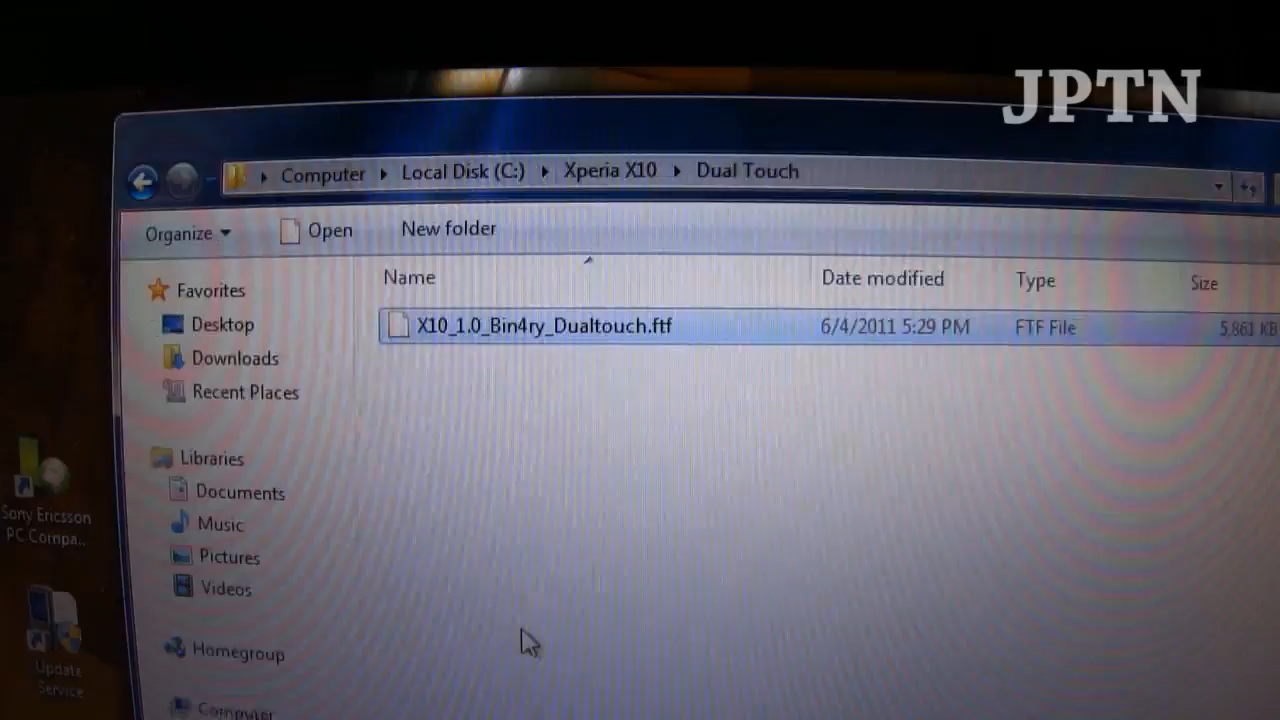 JPTN
Computer Local Disk (C:) Xperia X10 Dual Touch
Organize Open New folder
Name Date modified Type Size
X10_1.0_Bin4ry_Dualtouch.ftf 6/4/2011 5:29 PM FTF File 5,861 KB
Favorites
Desktop
Downloads
Recent Places
Libraries
Documents
Music
Pictures
Videos
Homegroup
Computer
Sony Ericsson
PC Compa...
Update
Service